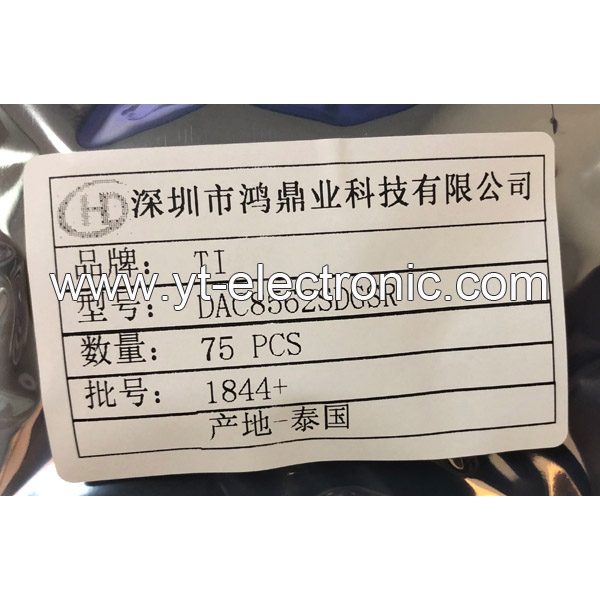 HD 深圳市鸿鼎业科技有限公司
品牌： TI
www.yt-electronic.com
型号： DAC8562SDGSR
数量： 75 PCS
批号： 1844+
产地-泰国